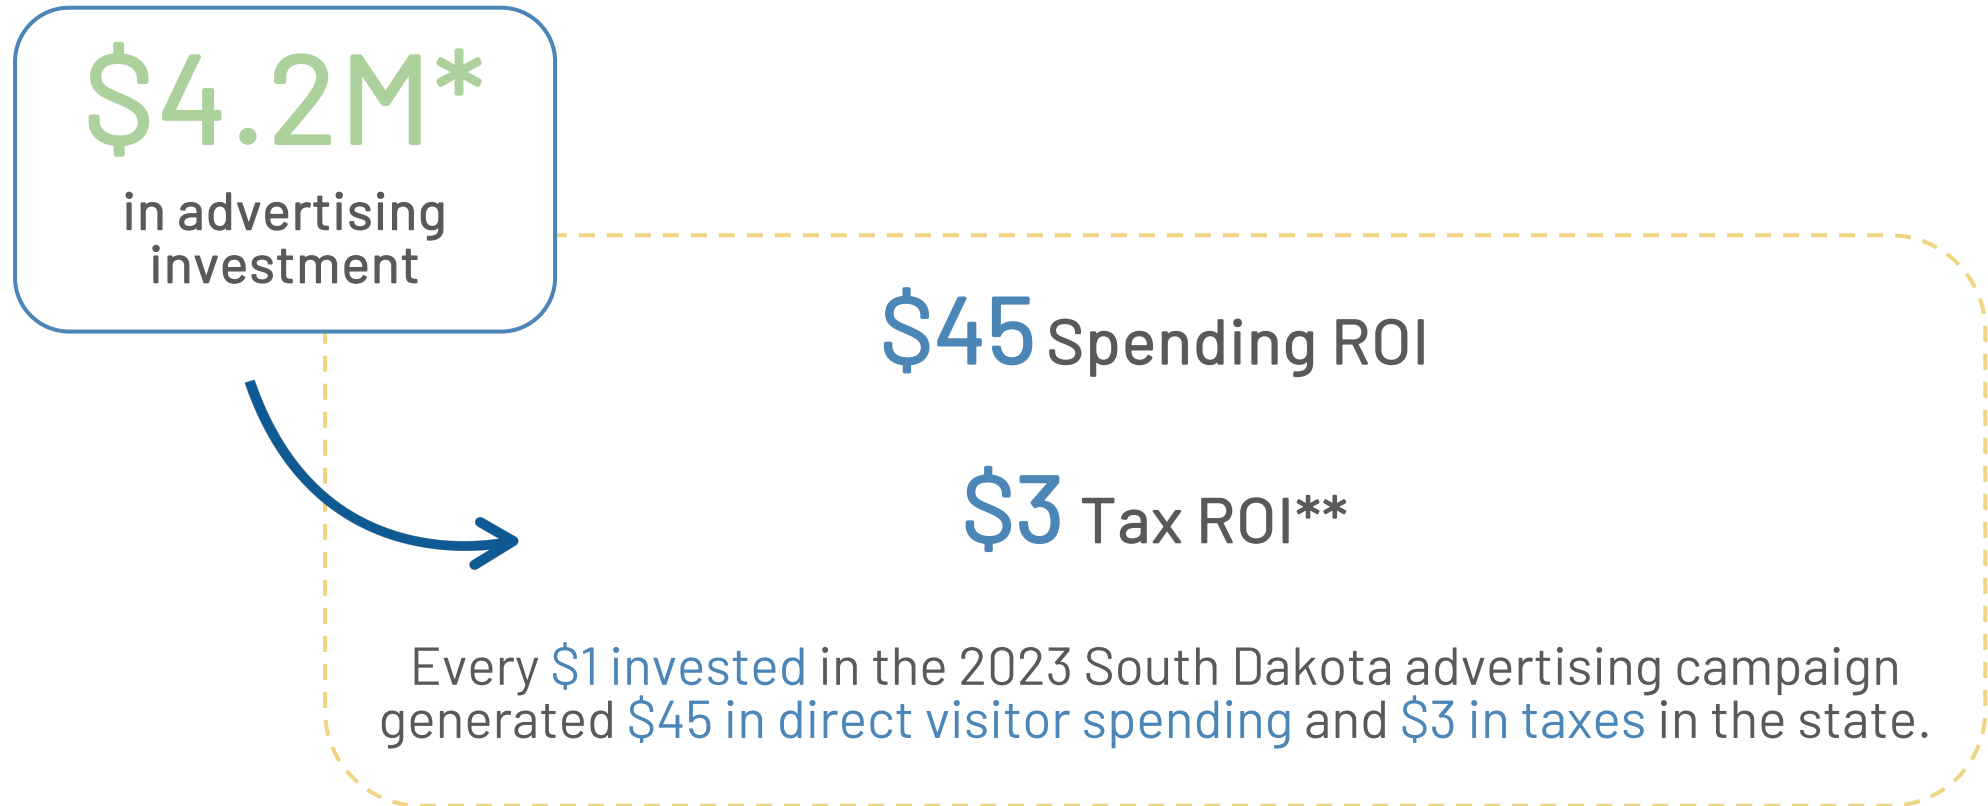 $4.2M*
in advertising
investment
$45 Spending ROI
$3 Tax ROI**
Every $1 invested in the 2023 South Dakota advertising campaign
generated $45 in direct visitor spending and $3 in taxes in the state.